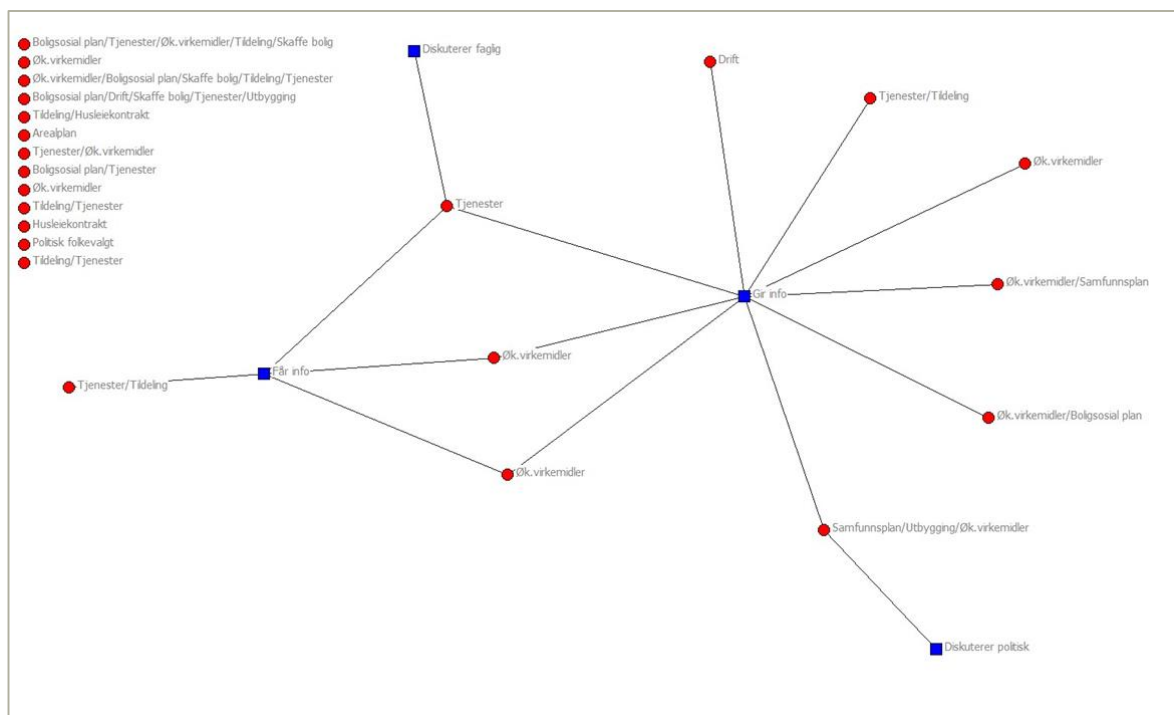 Boligsosial plan/Tjenester/Øk.virkemidler/Tildeling/Skaffe bolig
Øk.virkemidler
Øk.virkemidler/Boligsosial plan/Skaffe bolig/Tildeling/Tjenester
Boligsosial plan/Drift/Skaffe bolig/Tjenester/Utbygging
Tildeling/Husleiekontrakt
Arealplan
Tjenester/Øk.virkemidler
Boligsosial plan/Tjenester
Øk.virkemidler
Tildeling/Tjenester
Husleiekontrakt
Politisk folkevalgt
Tildeling/Tjenester
Diskuterer faglig
Drift
Tjenester/Tildeling
Øk.virkemidler
Tjenester
Øk.virkemidler/Samfunnsplan
Gir info
Øk.virkemidler
Får info
Tjenester/Tildeling
Øk.virkemidler/Boligsosial plan
Øk.virkemidler
Samfunnsplan/Utbygging/Øk.virkemidler
Diskuterer politisk